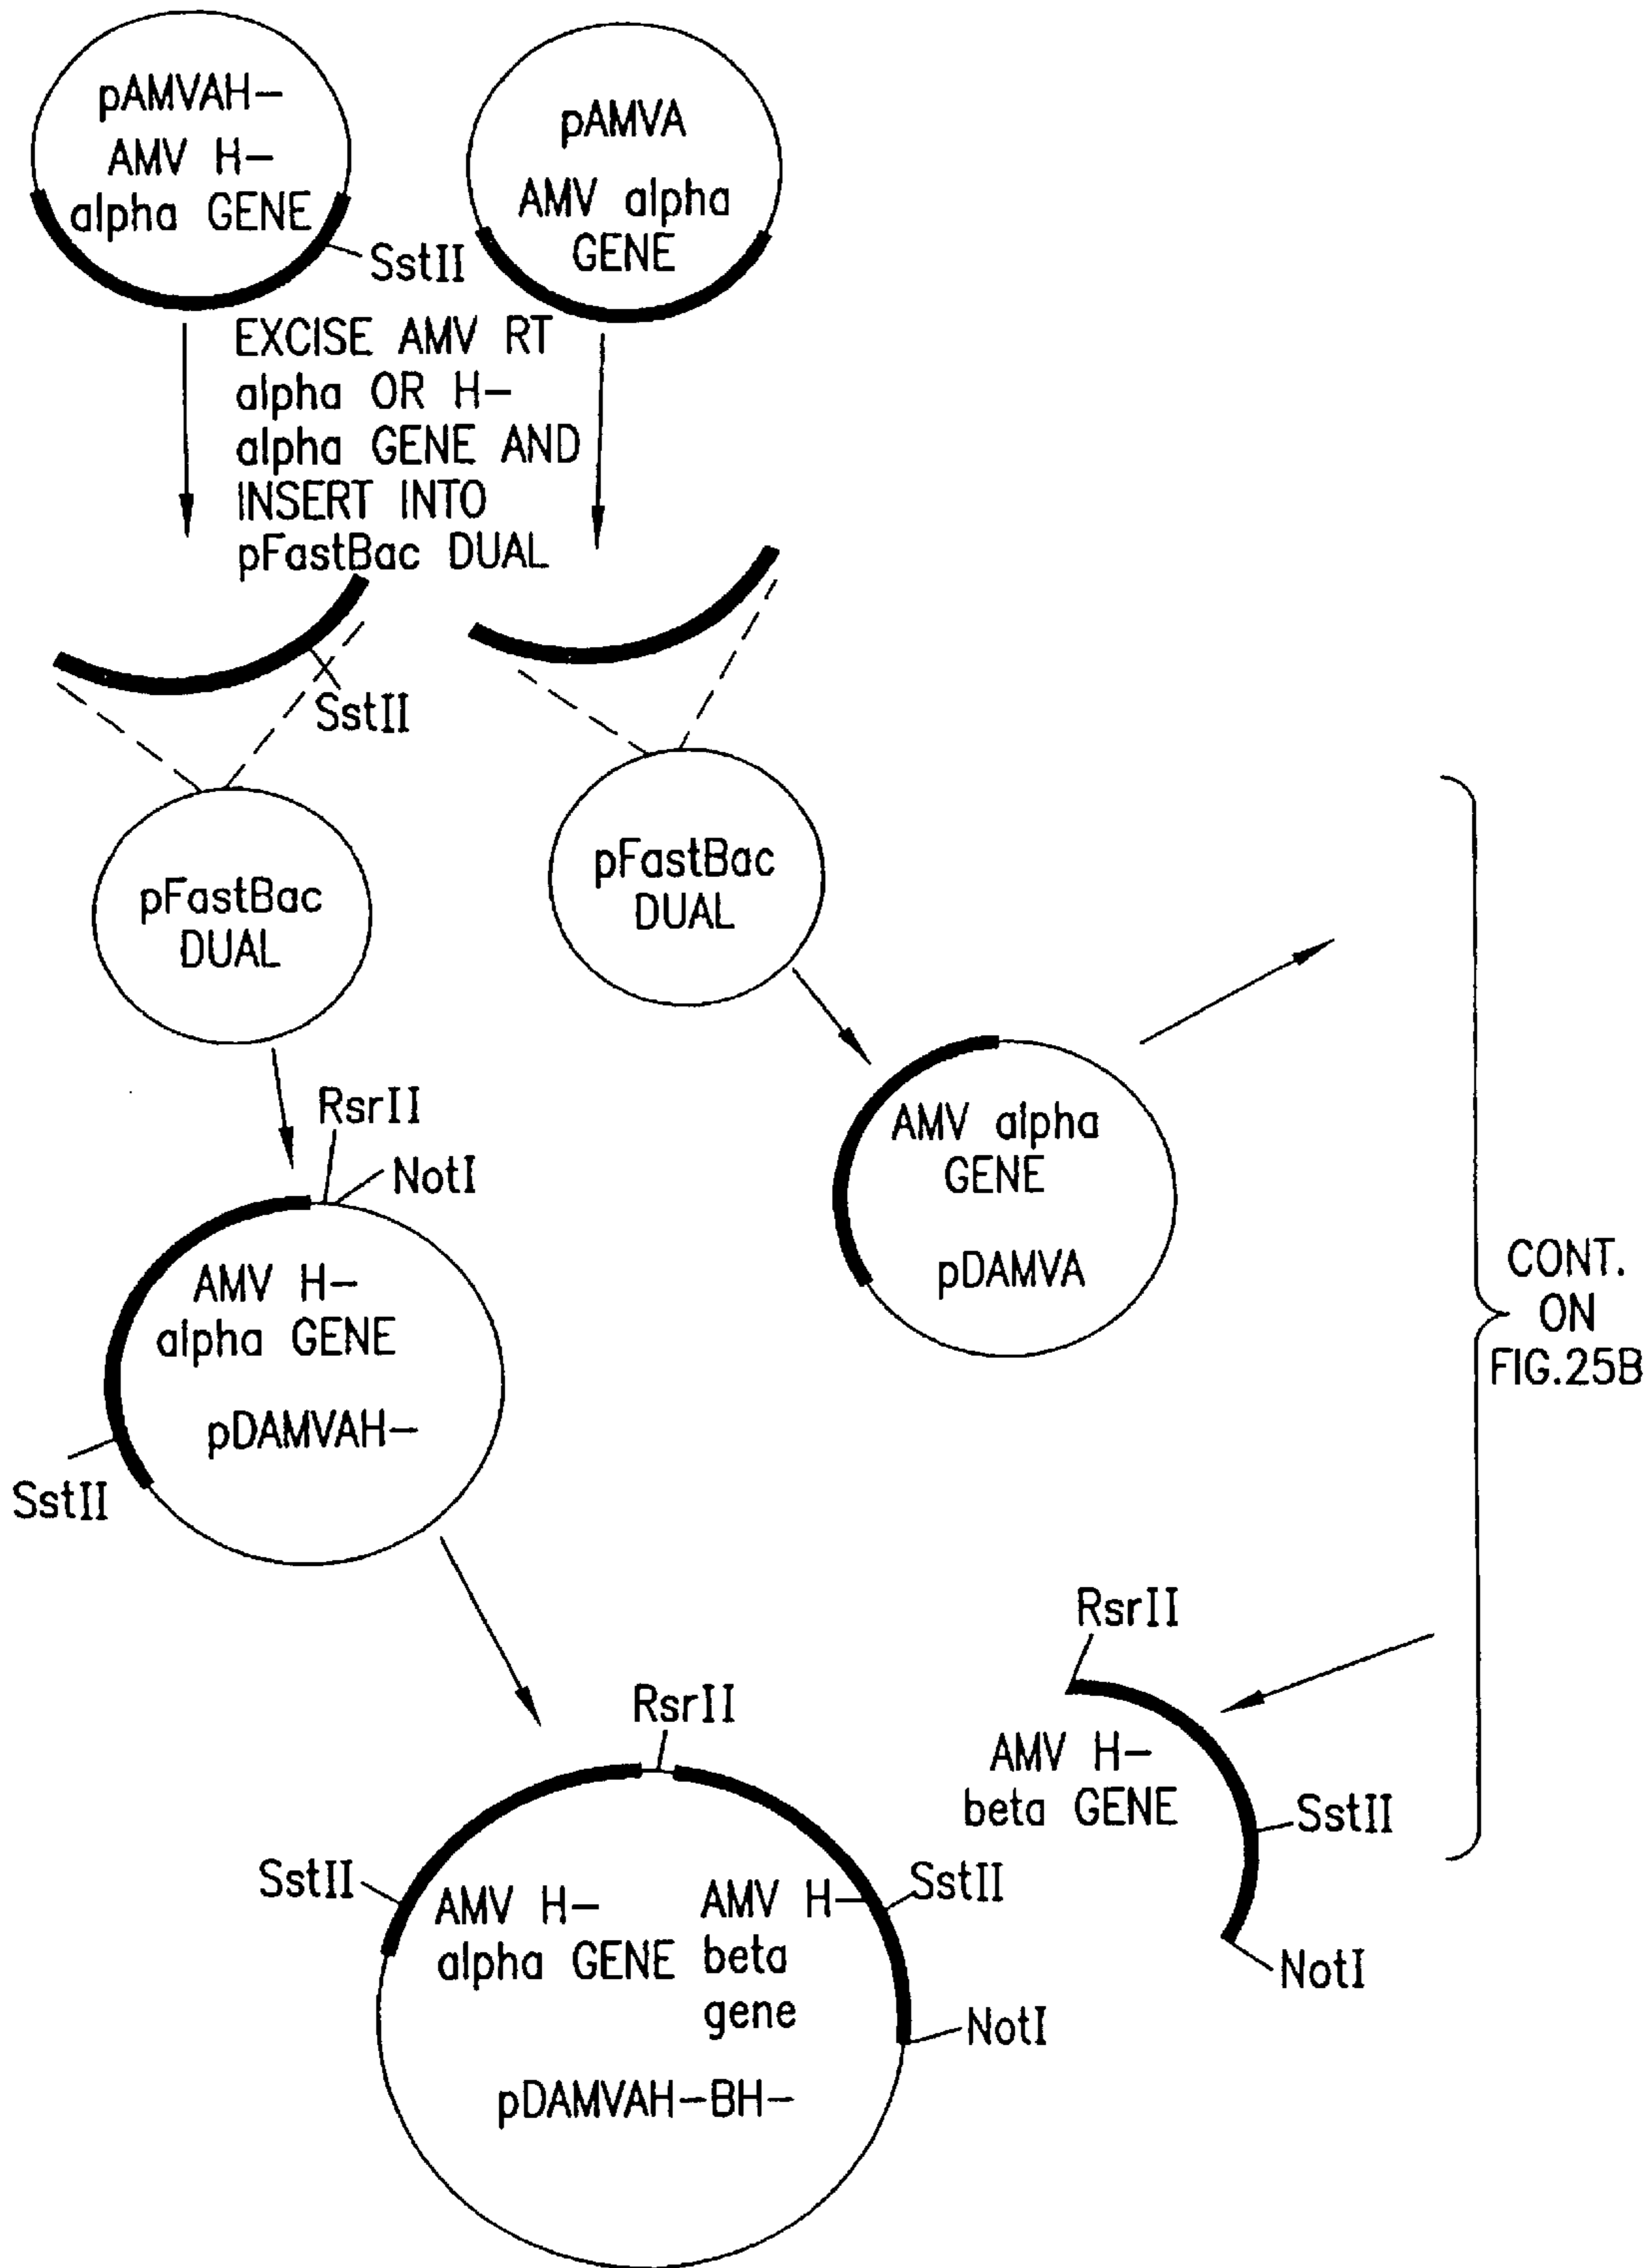 pAMVAH-
AMV H-
alpha GENE
SstII
pAMVA
AMV alpha
GENE
EXCISE AMV RT
alpha OR H-
alpha GENE AND
INSERT INTO
pFastBac DUAL
SstII
pFastBac
DUAL
pFastBac
DUAL
RsrII
NotI
AMV H-
alpha GENE
pDAMVAH-
SstII
AMV alpha
GENE
pDAMVA
CONT.
ON
FIG.25B
RsrII
AMV H-
beta GENE
SstII
NotI
RsrII
SstII
AMV H-
alpha GENE
AMV H-
beta
gene
SstII
NotI
pDAMVAH-BH-